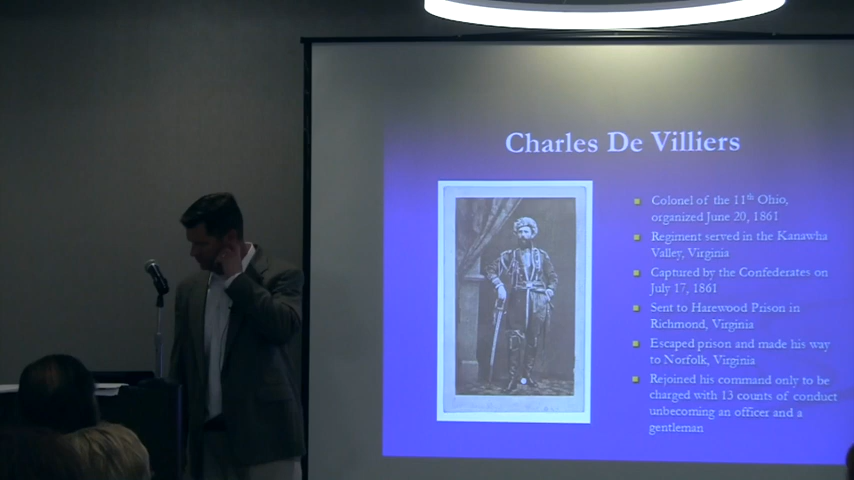 Charles De Villiers
Colonel of the 11th Ohio,
organized June 20, 1861
Regiment served in the Kanawha
Valley, Virginia
Captured by the Confederates on
July 17, 1861
Sent to Harewood Prison in
Richmond, Virginia
Escaped prison and made his way
to Norfolk, Virginia
Rejoined his command only to be
charged with 13 counts of conduct
unbecoming an officer and a
gentleman